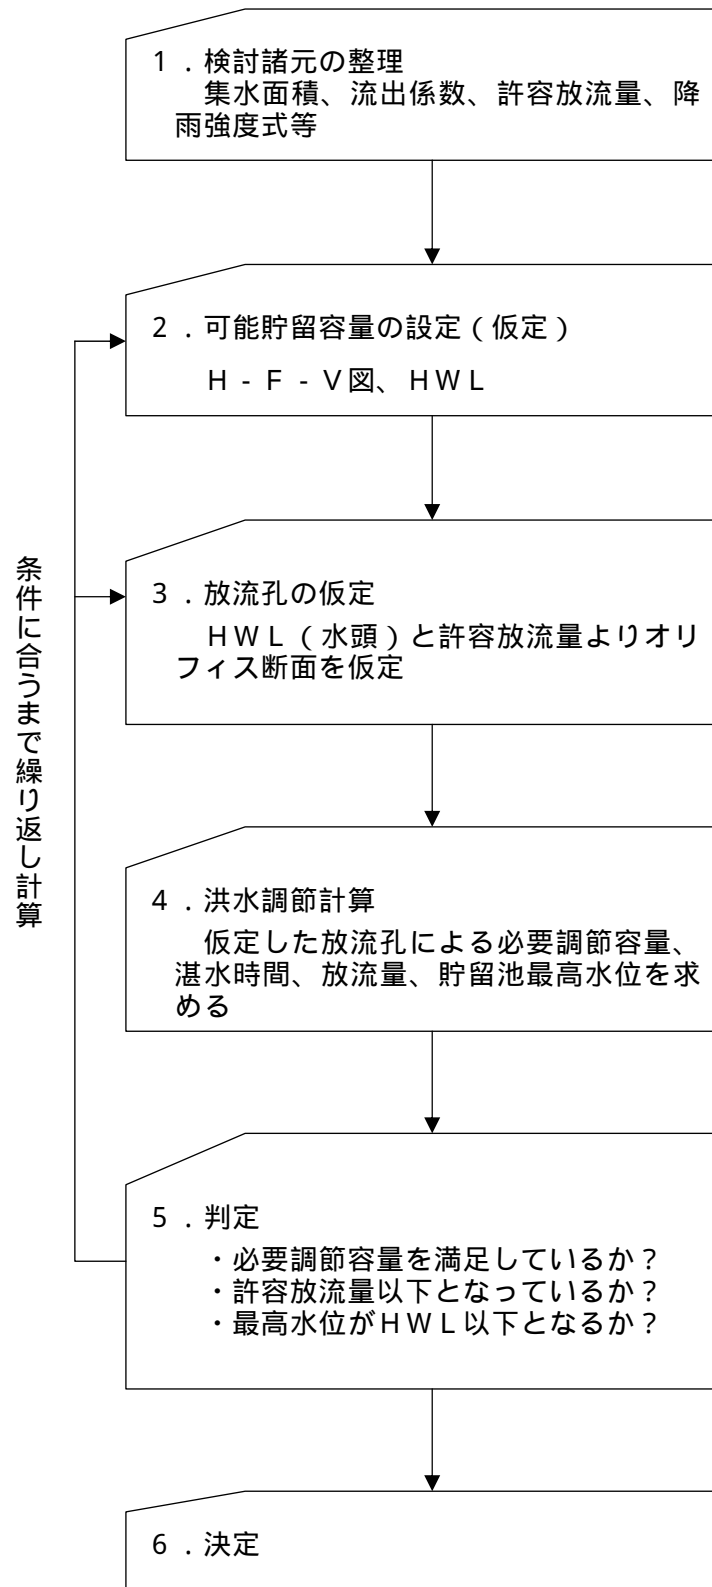 １．検討諸元の整理
集水面積、流出係数、許容放流量、降
雨強度式等
２．可能貯留容量の設定（仮定）
Ｈ‐Ｆ‐Ｖ図、ＨＷＬ
３．放流孔の仮定
ＨＷＬ（水頭）と許容放流量よりオリ
フィス断面を仮定
４．洪水調節計算
仮定した放流孔による必要調節容量、
湛水時間、放流量、貯留池最高水位を求
める
５．判定
・必要調節容量を満足しているか？
・許容放流量以下となっているか？
・最高水位がＨＷＬ以下となるか？
６．決定
条件に合うまで繰り返し計算